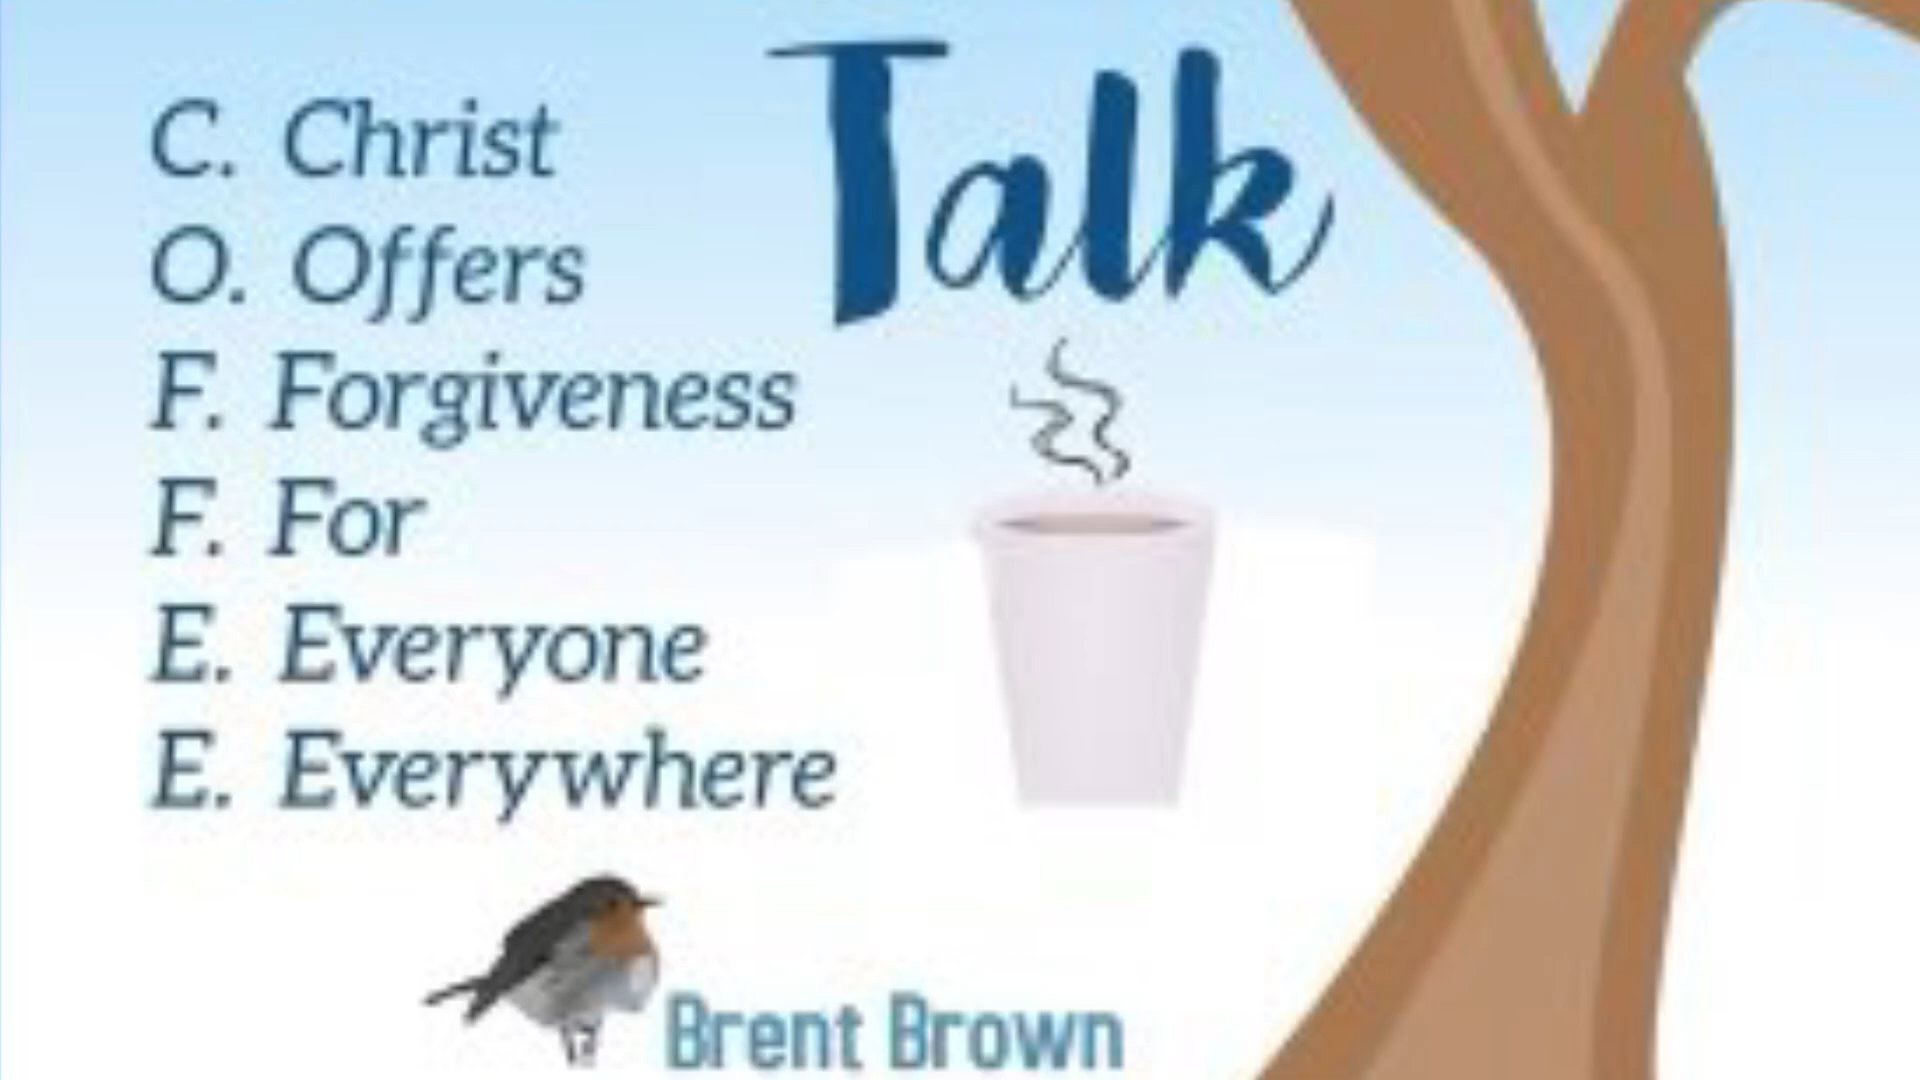 Talk
C. Christ
O. Offers
F. Forgiveness
F. For
E. Everyone
E. Everywhere
Brent Brown